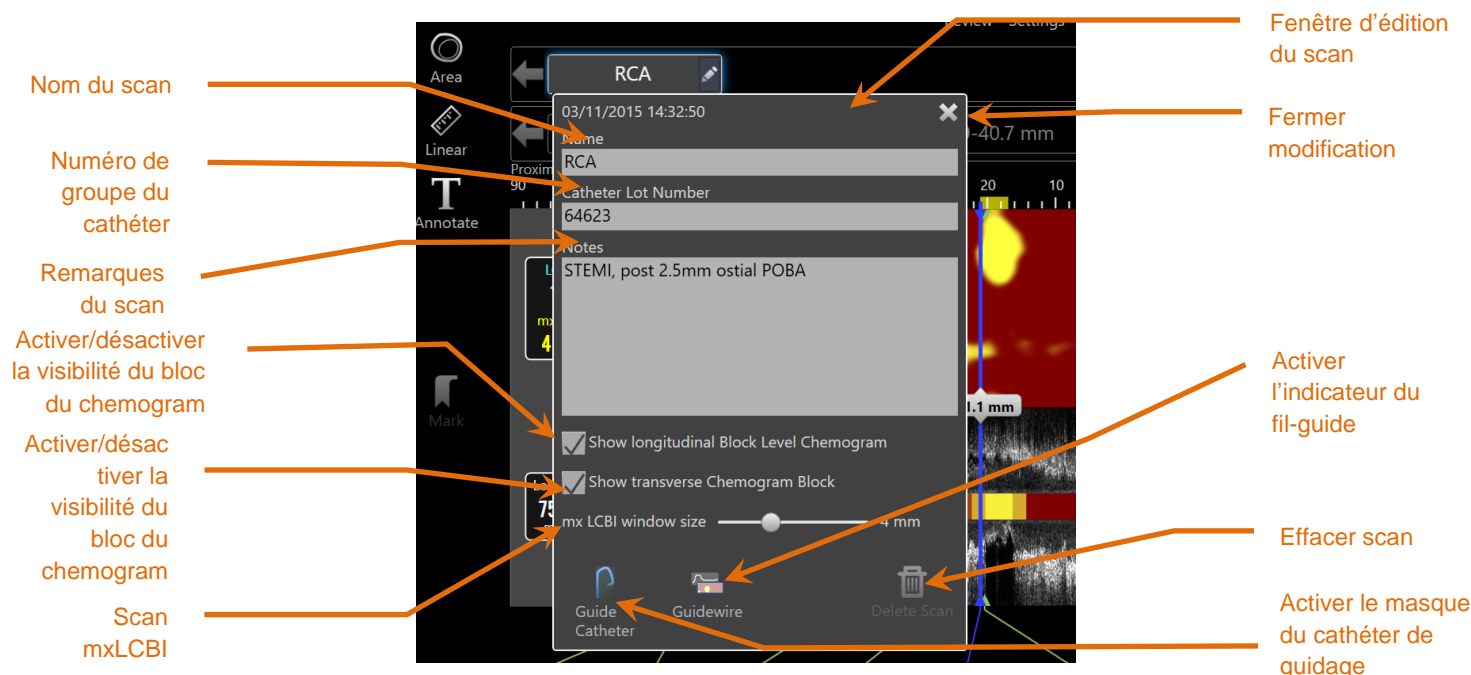 Nom du scan
Numéro de
groupe du
cathéter
Remarques
du scan
Activer/désactiver
la visibilité du bloc
du chemogram
Activer/désac
tiver la
visibilité du
bloc du
chemogram
Scan
mxLCBI
Area
Linear
Annotate
Mark
Settings
RCA
03/11/2015 14:32:50
Name
RCA
Catheter Lot Number
64623
Notes
STEMI, post 2.5mm ostial POBA
Show longitudinal Block Level Chemogram
Show transverse Chemogram Block
mx LCBI window size 4 mm
Guide
Catheter
Guidewire
Delete Scan
-40.7 mm
90
20 10
1.1 mm
Fenêtre d'édition
du scan
Fermer
modification
Activer
l’indicateur du
fil-guide
Effacer scan
Activer le masque
du cathéter de
guidage